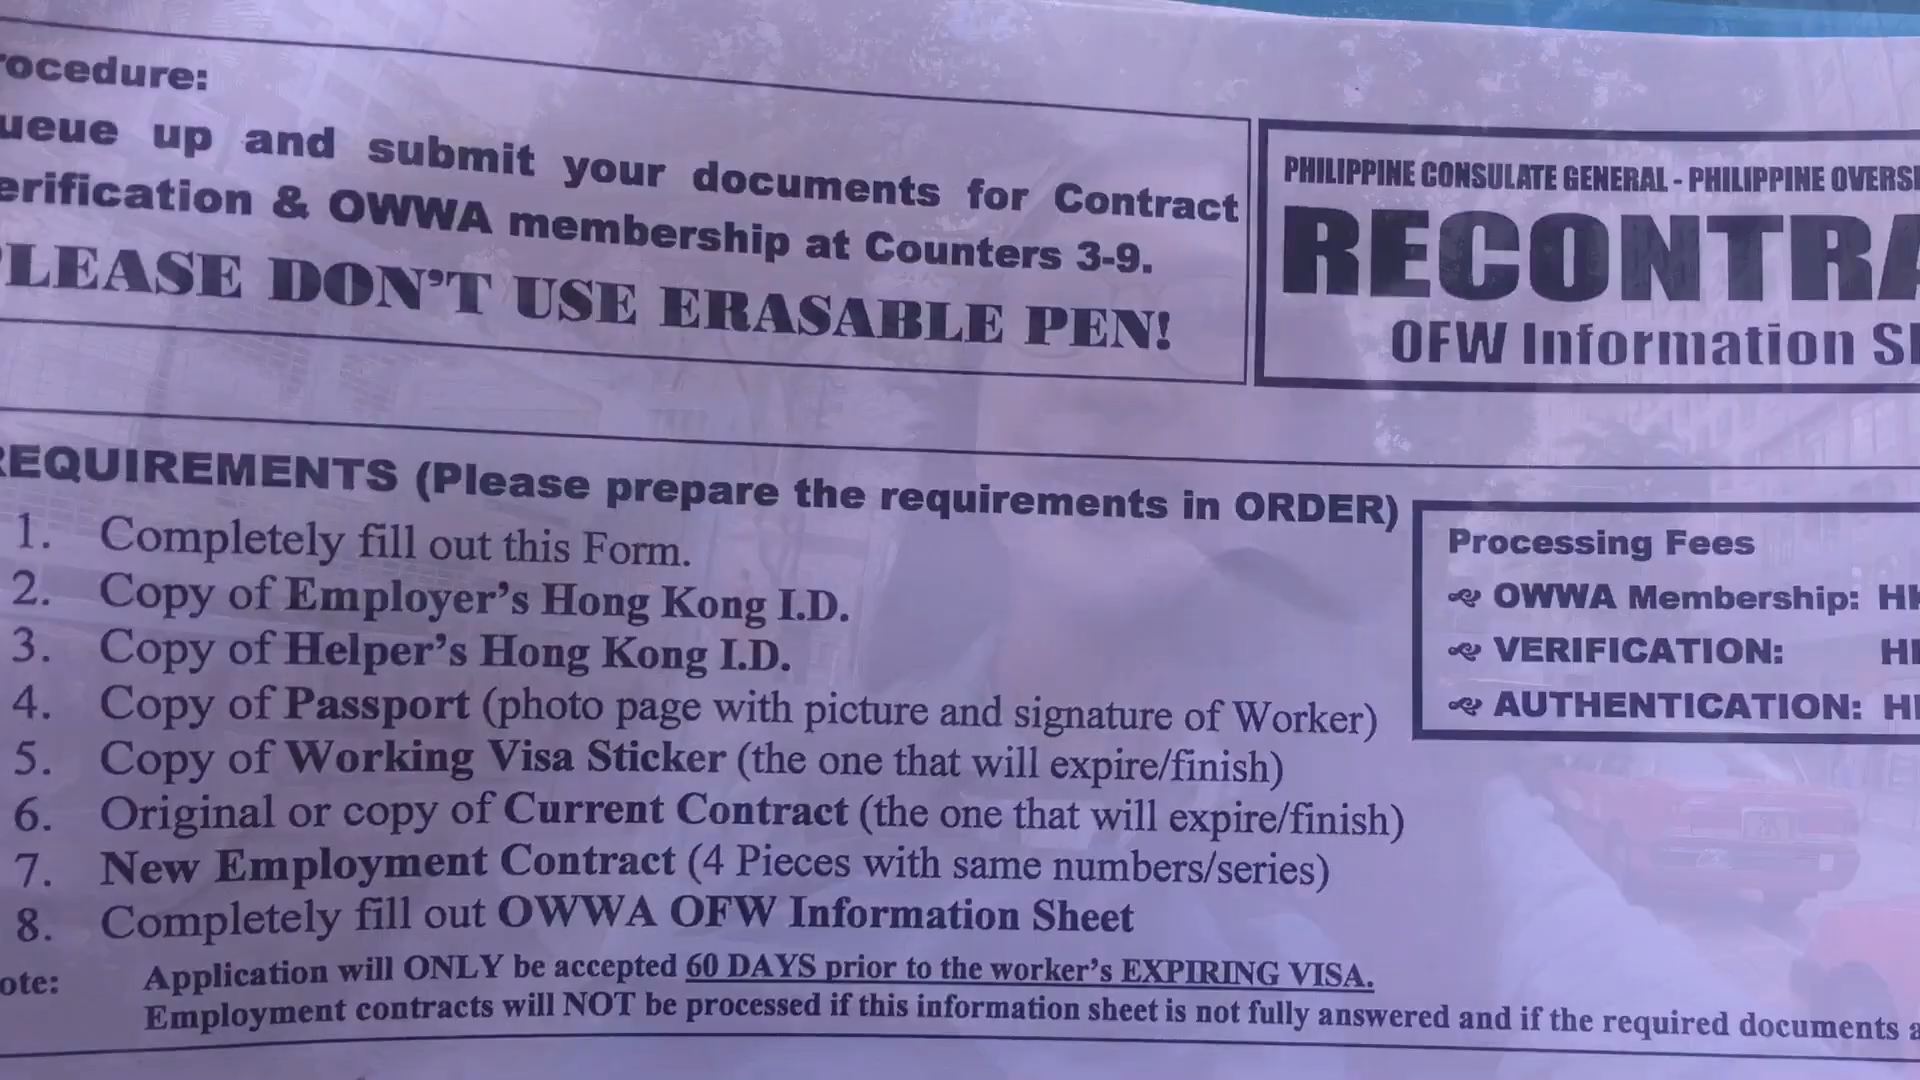 ocedure:
ueue up and submit your documents for Contract
erification & OWWA membership at Counters 3-9.
PLEASE DON'T USE ERASABLE PEN!
PHILIPPINE CONSULATE GENERAL - PHILIPPINE OVERS
RECONTRA
OFW Information S
REQUIREMENTS (Please prepare the requirements in ORDER)
1. Completely fill out this Form.
2. Copy of Employer's Hong Kong I.D.
3. Copy of Helper's Hong Kong I.D.
4. Copy of Passport (photo page with picture and signature of Worker)
5. Copy of Working Visa Sticker (the one that will expire/finish)
6. Original or copy of Current Contract (the one that will expire/finish)
7. New Employment Contract (4 Pieces with same numbers/series)
8. Completely fill out OWWA OFW Information Sheet
Processing Fees
OWWA Membership: HK
VERIFICATION: H
AUTHENTICATION: H
ote: Application will ONLY be accepted 60 DAYS prior to the worker's EXPIRING VISA.
Employment contracts will NOT be processed if this information sheet is not fully answered and if the required documents a